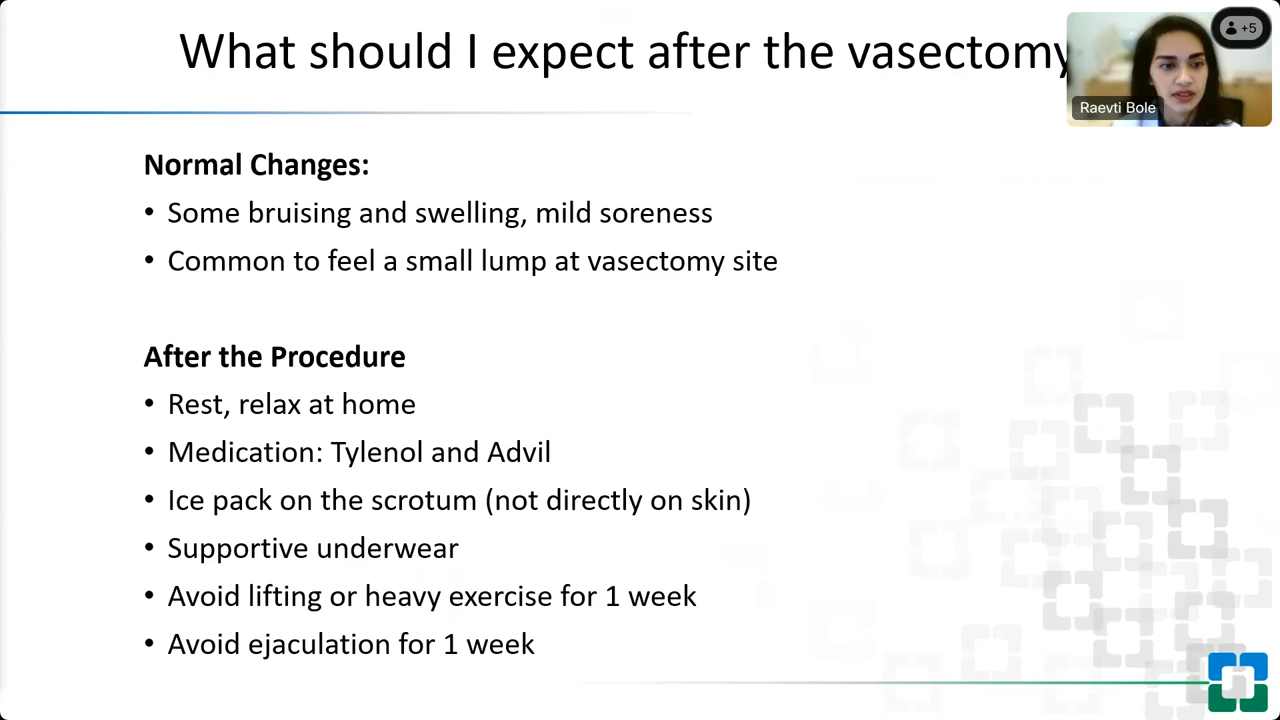 What should I expect after the vasectomy
+5
Raevti Bole
Normal Changes:
• Some bruising and swelling, mild soreness
• Common to feel a small lump at vasectomy site
After the Procedure
• Rest, relax at home
• Medication: Tylenol and Advil
• Ice pack on the scrotum (not directly on skin)
• Supportive underwear
• Avoid lifting or heavy exercise for 1 week
• Avoid ejaculation for 1 week